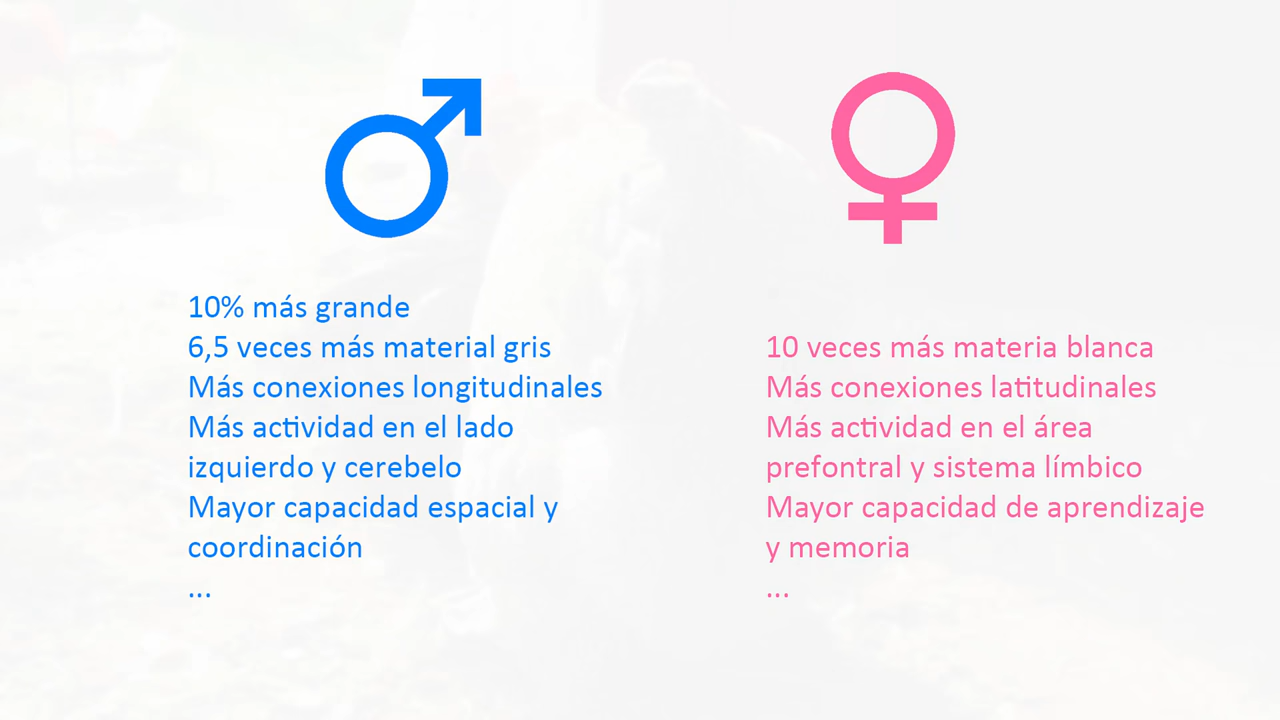 10% más grande
6,5 veces más material gris
Más conexiones longitudinales
Más actividad en el lado
izquierdo y cerebelo
Mayor capacidad espacial y
coordinación
...
10 veces más materia blanca
Más conexiones latitudinales
Más actividad en el área
prefontral y sistema límbico
Mayor capacidad de aprendizaje
y memoria
...